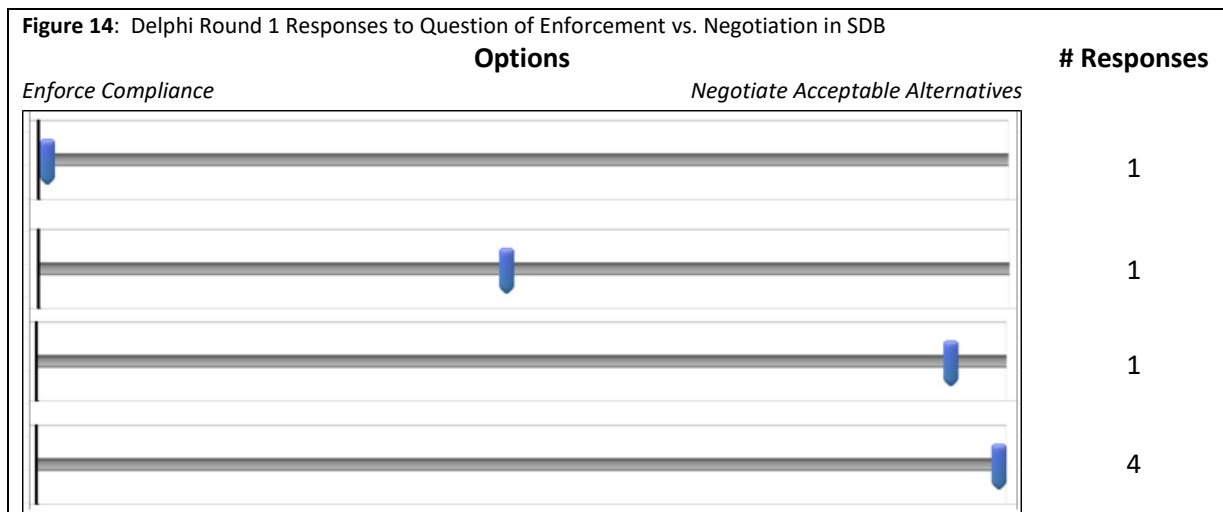 Figure 14:  Delphi Round 1 Responses to Question of Enforcement vs. Negotiation in SDB
Options # Responses
Enforce Compliance Negotiate Acceptable Alternatives
1
1
1
4